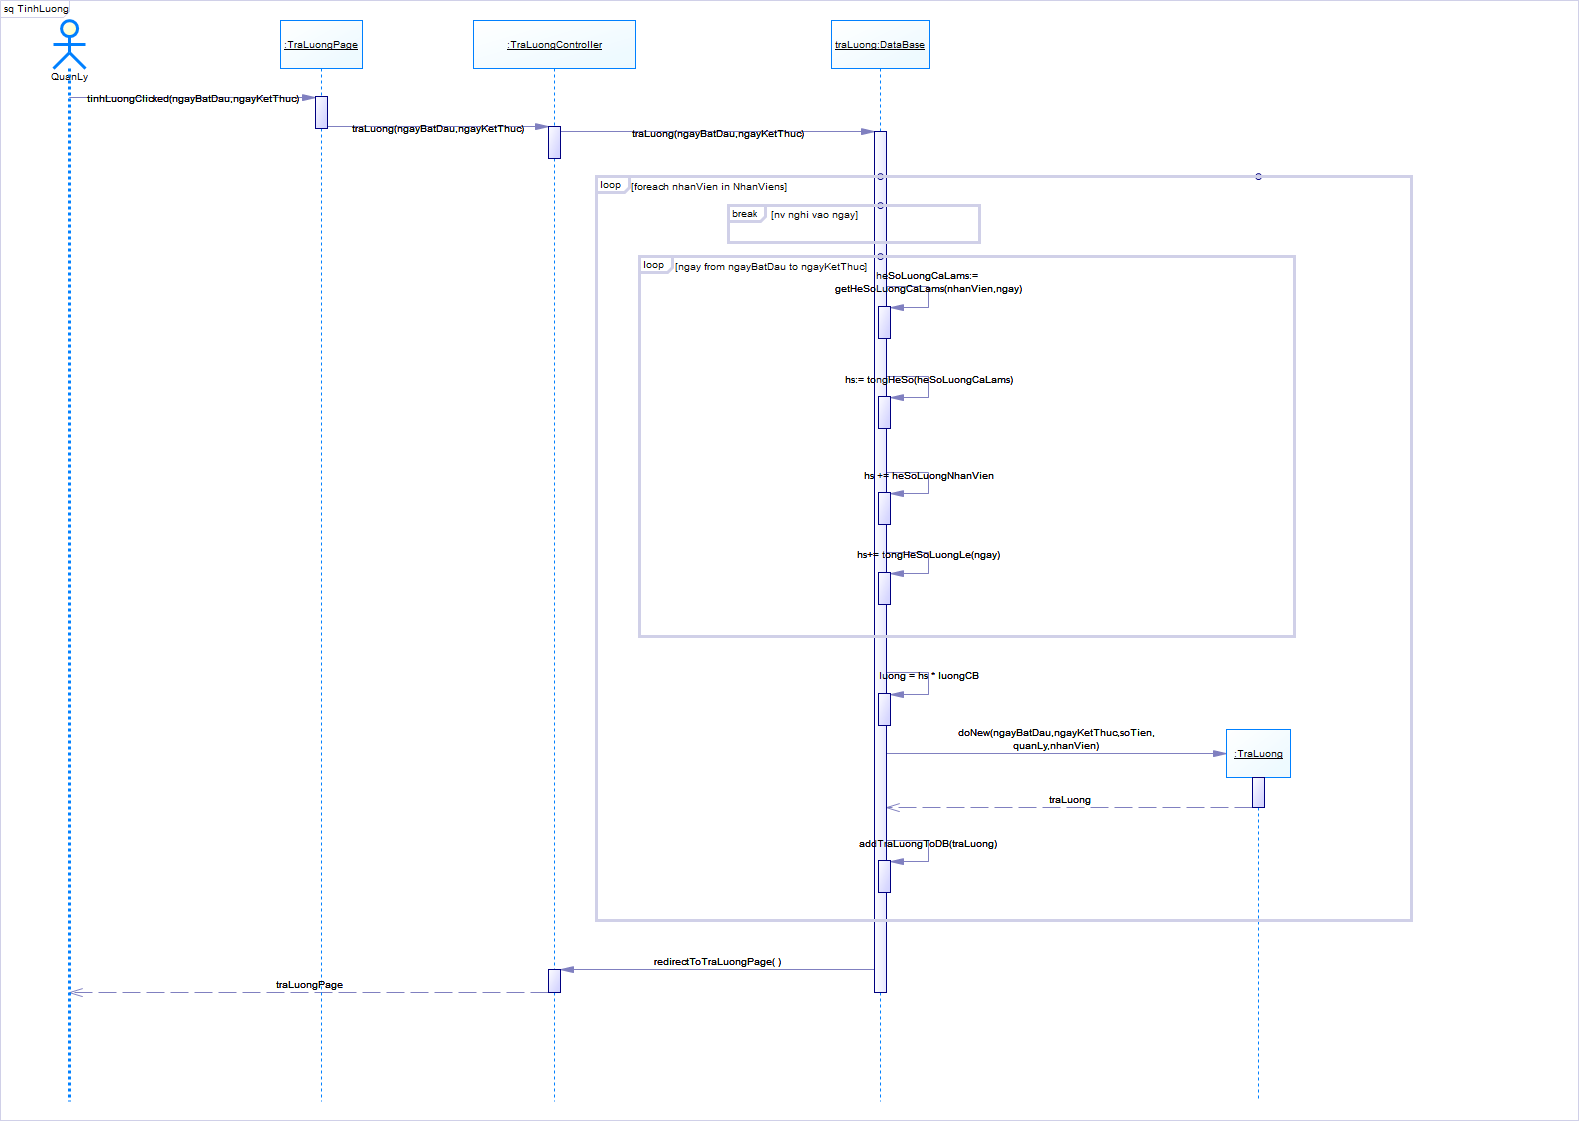 sq TinhLuong
QuanLy
:TraLuongPage
:TraLuongController
traLuong:DataBase
tinhLuongClicked(ngayBatDau,ngayKetThuc)
traLuong(ngayBatDau,ngayKetThuc)
traLuong(ngayBatDau,ngayKetThuc)
loop [foreach nhanVien in NhanViens]
break [nv nghi vao ngay]
loop [ngay from ngayBatDau to ngayKetThuc]
heSoLuongCaLams:=
getHeSoLuongCaLams(nhanVien,ngay)
hs:= tongHeSo(heSoLuongCaLams)
hs += heSoLuongNhanVien
hs+= tongHeSoLuongLe(ngay)
luong = hs * luongCB
doNew(ngayBatDau,ngayKetThuc,soTien,
quanLy,nhanVien)
:TraLuong
traLuong
addTraLuongToDB(traLuong)
redirectToTraLuongPage( )
traLuongPage